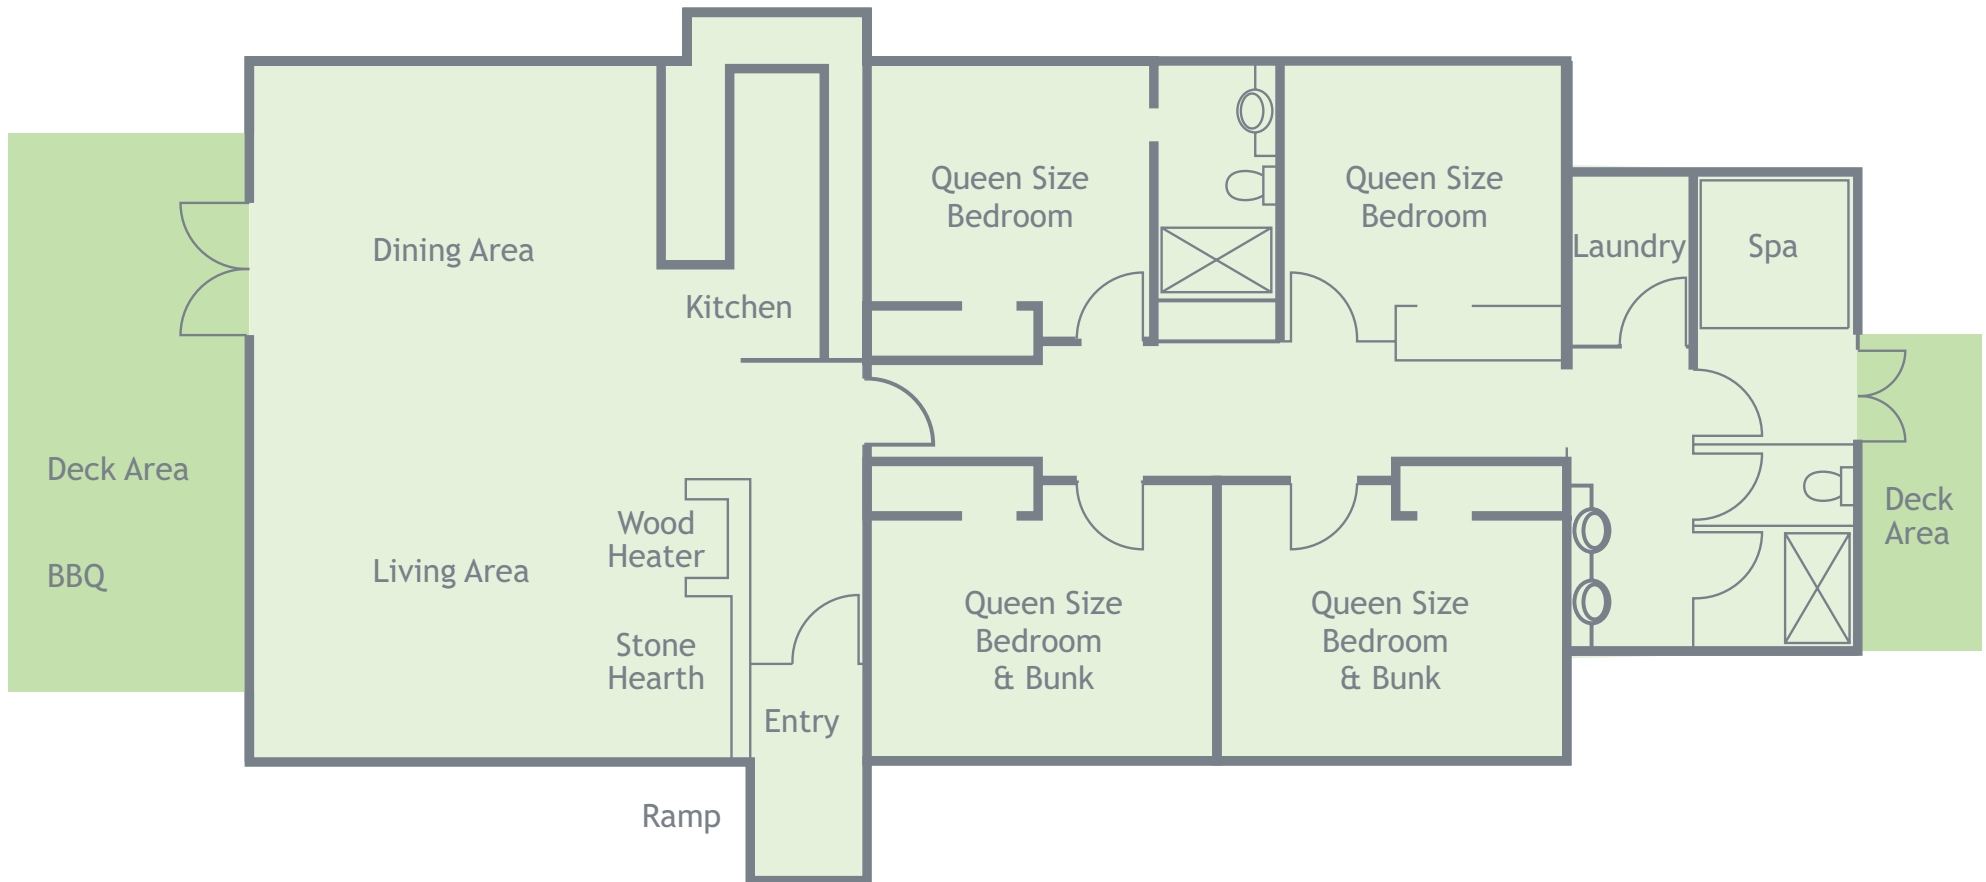 Queen Size
Bedroom
Queen Size
Bedroom
Dining Area
Laundry
Spa
Kitchen
Deck Area
Wood
Heater
Deck
Area
BBQ
Living Area
Queen Size
Bedroom
& Bunk
Queen Size
Bedroom
& Bunk
Stone
Hearth
Entry
Ramp